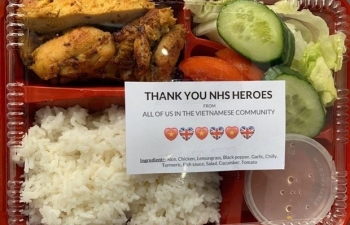 THANK YOU NHS HEROES
FROM
ALL OF US IN THE VIETNAMESE COMMUNITY
Ingredient:- rice, Chicken, Lemongrass, Black pepper, Garlic, Chilly,
Turmeric, Fish sauce, Salad, Cucumber, Tomato